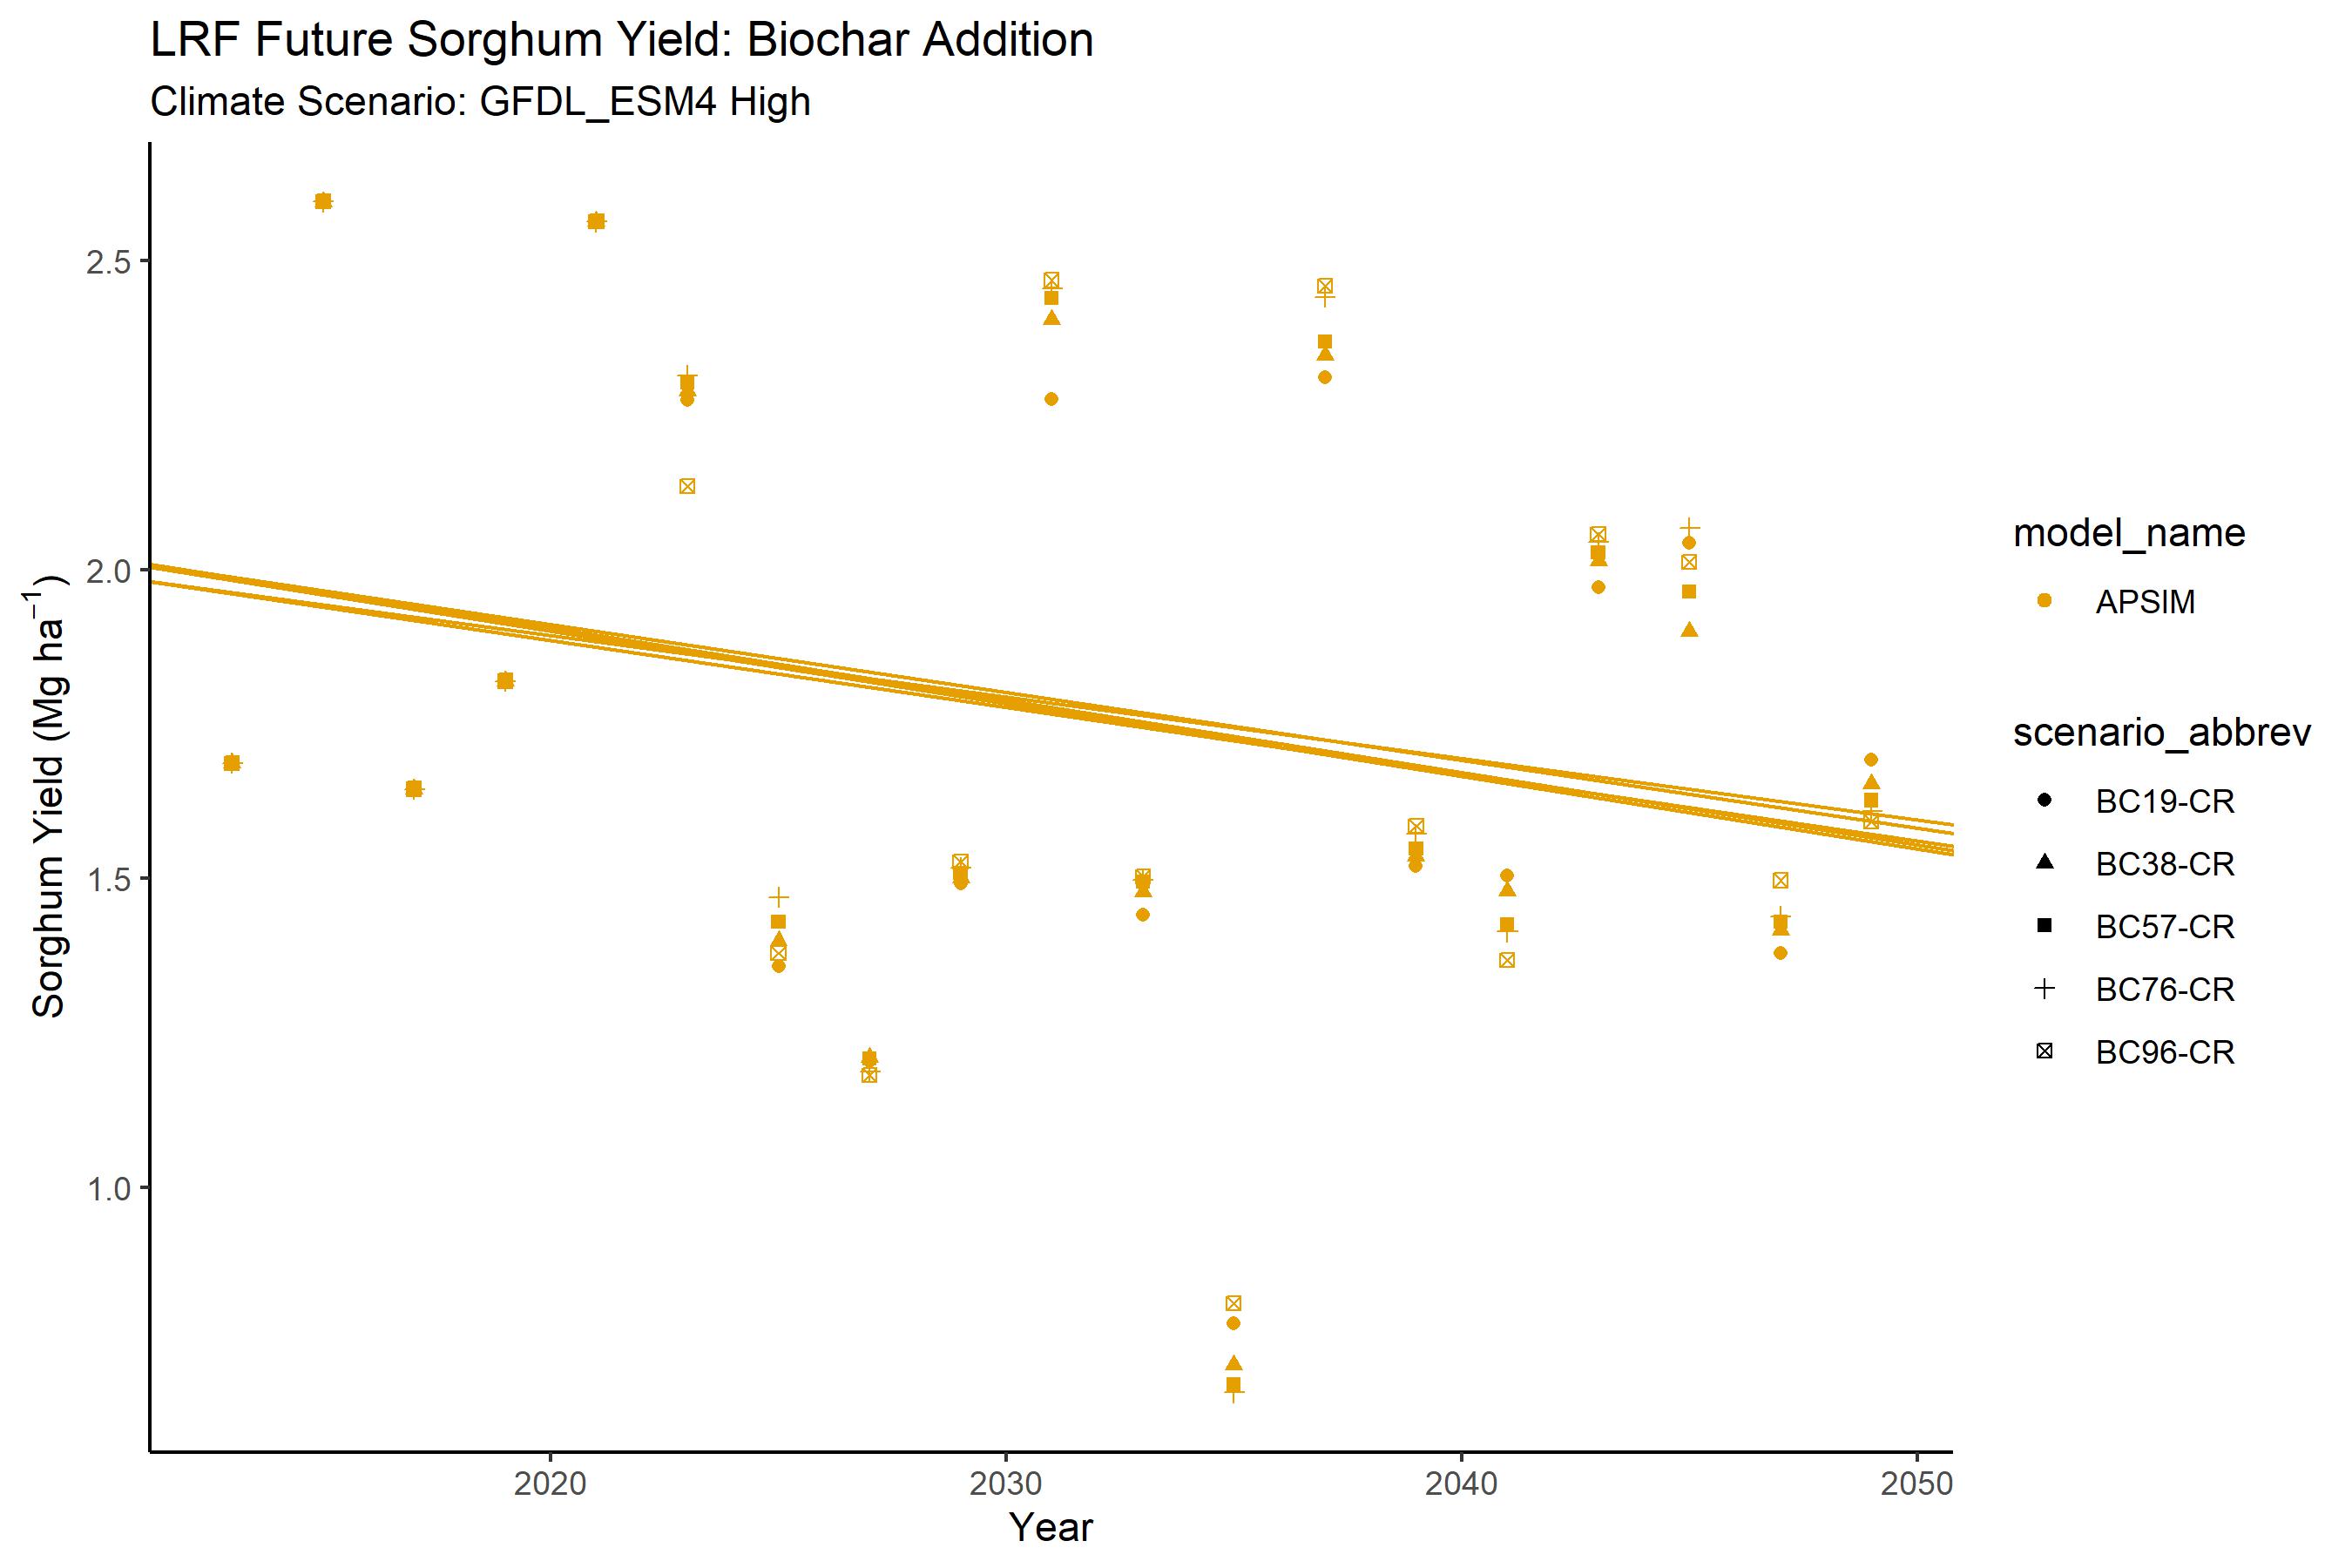 LRF Future Sorghum Yield: Biochar Addition
Climate Scenario: GFDL_ESM4 High
Sorghum Yield (Mg ha⁻¹)
2.5
2.0
1.5
1.0
2020
2030
2040
2050
Year
model_name
APSIM
scenario_abbrev
BC19-CR
BC38-CR
BC57-CR
BC76-CR
BC96-CR